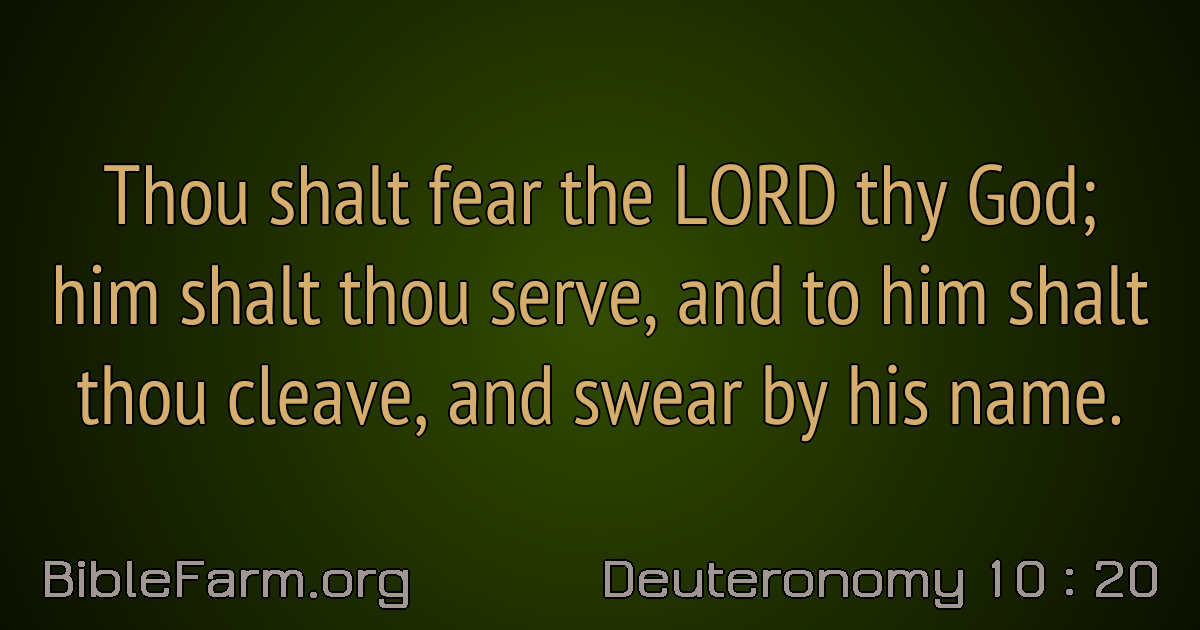 Thou shalt fear the LORD thy God;
him shalt thou serve, and to him shalt
thou cleave, and swear by his name.
BibleFarm.org
Deuteronomy 10 : 20